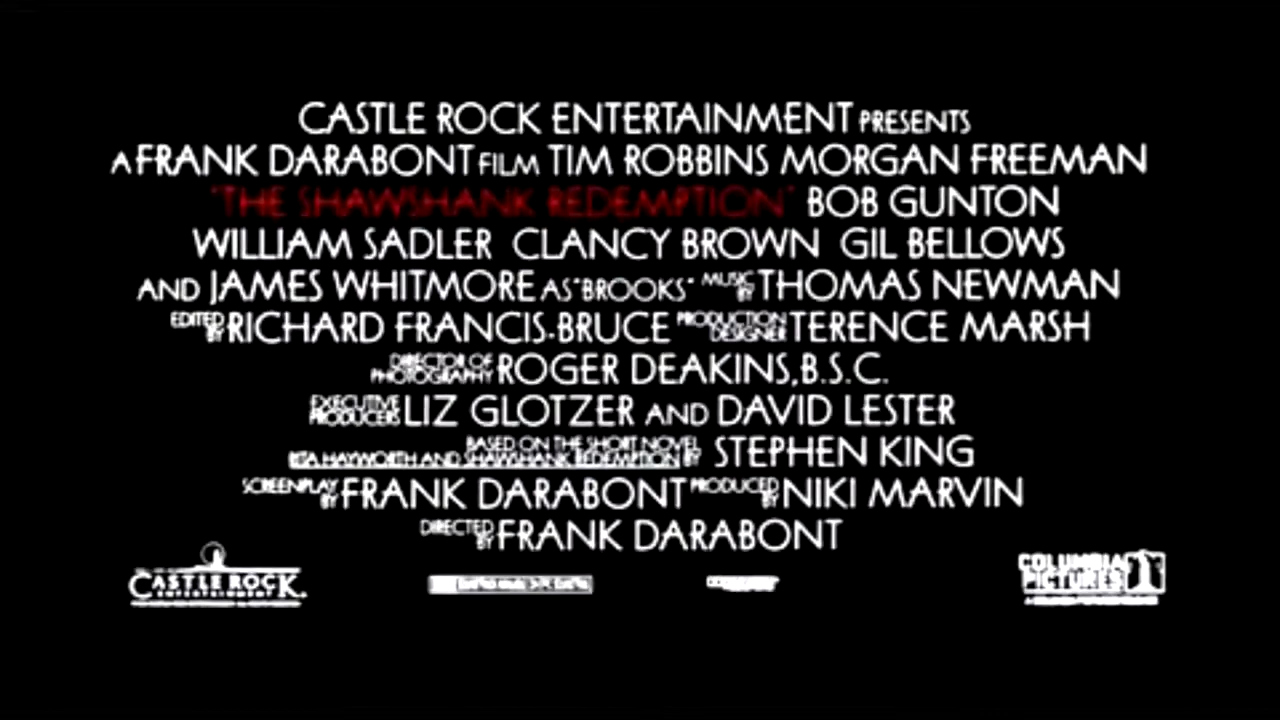 CASTLE ROCK ENTERTAINMENT PRESENTS
A FRANK DARABONT FILM TIM ROBBINS MORGAN FREEMAN
"THE SHAWSHANK REDEMPTION" BOB GUNTON
WILLIAM SADLER CLANCY BROWN GIL BELLOWS
AND JAMES WHITMORE AS "BROOKS" MUSIC BY THOMAS NEWMAN
EDITED BY RICHARD FRANCIS-BRUCE PRODUCTION DESIGNER TERENCE MARSH
DIRECTOR OF PHOTOGRAPHY ROGER DEAKINS, B.S.C.
EXECUTIVE PRODUCERS LIZ GLOTZER AND DAVID LESTER
BASED ON THE SHORT NOVEL RITA HAYWORTH AND SHAWSHANK REDEMPTION BY STEPHEN KING
SCREENPLAY BY FRANK DARABONT PRODUCED BY NIKI MARVIN
DIRECTED BY FRANK DARABONT
CASTLE ROCK ENTERTAINMENT
COLUMBIA PICTURES